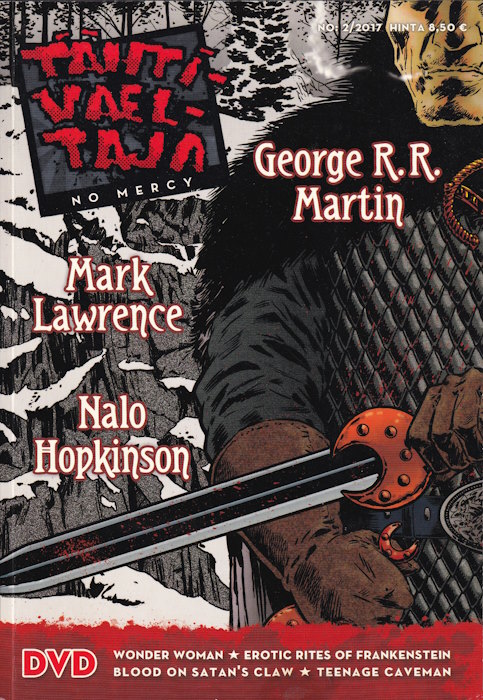 NO: 2/2017 HINTA 8,50 €
TÄHTI-
VAEL-
TAJA
NO MERCY
George R.R.
Martin
Mark
Lawrence
Nalo
Hopkinson
DVD
WONDER WOMAN ★ EROTIC RITES OF FRANKENSTEIN
BLOOD ON SATAN'S CLAW ★ TEENAGE CAVEMAN